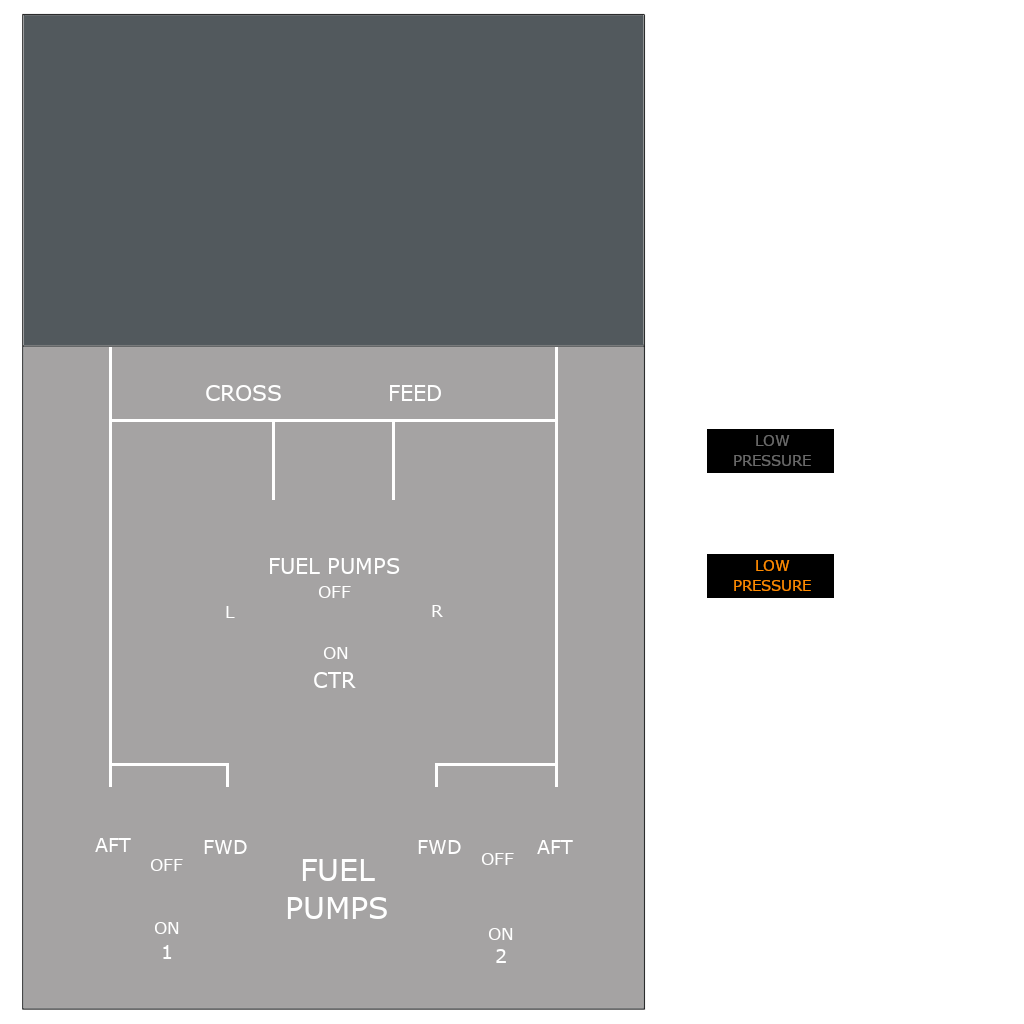 CROSS FEED
LOW
PRESSURE
LOW
PRESSURE
FUEL PUMPS
OFF
L R
ON
CTR
AFT FWD FWD AFT
OFF OFF
FUEL
PUMPS
ON ON
1 2